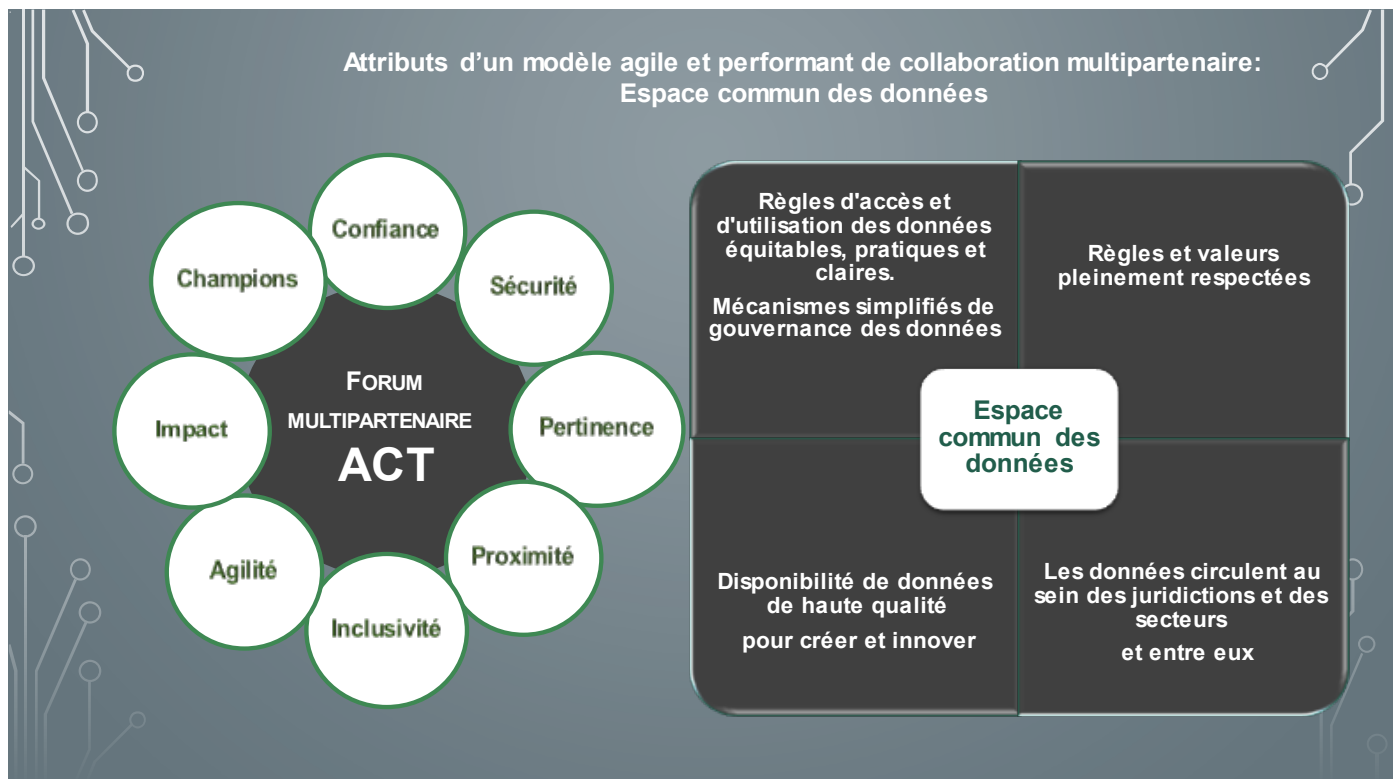 Attributs d’un modèle agile et performant de collaboration multipartenaire:
Espace commun des données
Confiance
Sécurité
Pertinence
Proximité
Inclusivité
Agilité
Impact
Champions
FORUM
MULTIPARTENAIRE
ACT
Règles d'accès et
d'utilisation des données
équitables, pratiques et
claires.
Mécanismes simplifiés de
gouvernance des données
Règles et valeurs
pleinement respectées
Espace
commun des
données
Disponibilité de données
de haute qualité
pour créer et innover
Les données circulent au
sein des juridictions et des
secteurs
et entre eux